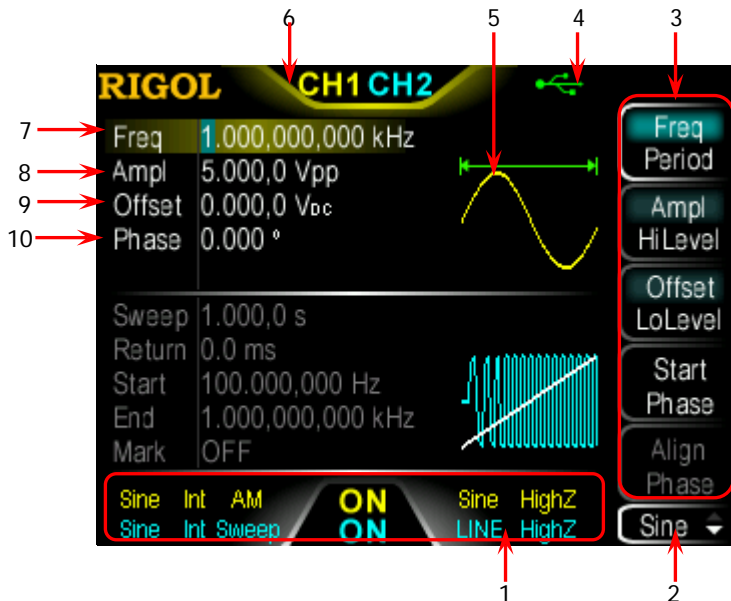 6 5 4 3
RIGOL CH1 CH2
7 Freq 1.000,000,000 kHz
8 Ampl 5.000,0 Vpp
9 Offset 0.000,0 VDC
10 Phase 0.000 °
Sweep 1.000,0 s
Return 0.0 ms
Start 100.000,000 Hz
End 1.000,000,000 kHz
Mark OFF
Freq
Period
Ampl
HiLevel
Offset
LoLevel
Start
Phase
Align
Phase
Sine Int AM ON Sine HighZ
Sine Int Sweep ON LINE HighZ
Sine
1 2